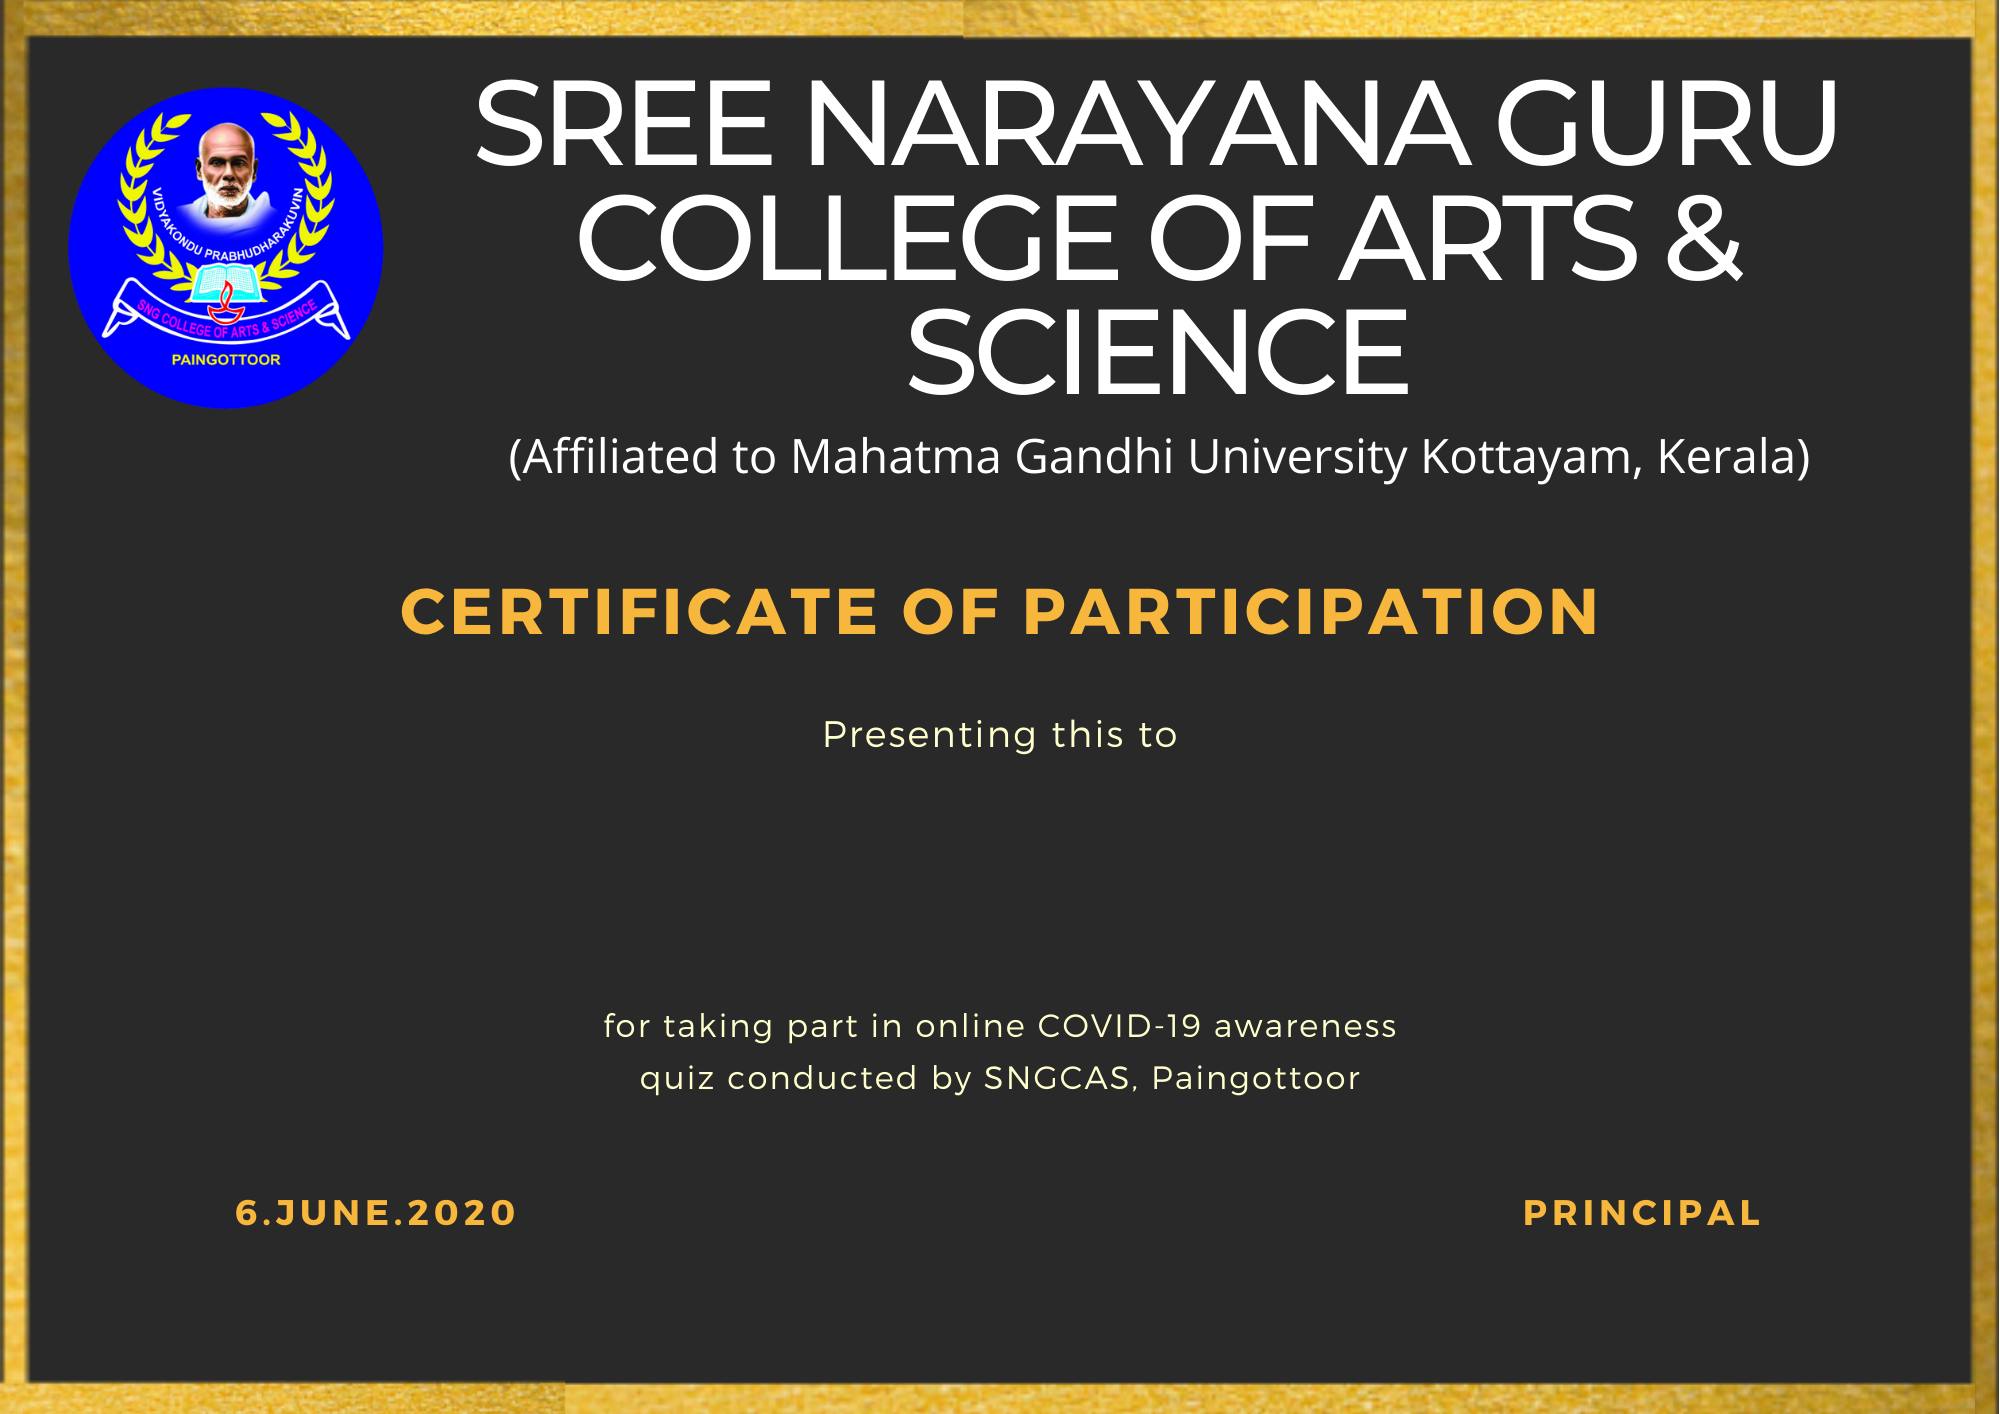 VIDYAKONDU PRABHUDHARAKUVIN
SNG COLLEGE OF ARTS & SCIENCE
PAINGOTTOOR
SREE NARAYANA GURU
COLLEGE OF ARTS &
SCIENCE
(Affiliated to Mahatma Gandhi University Kottayam, Kerala)
CERTIFICATE OF PARTICIPATION
Presenting this to
for taking part in online COVID-19 awareness
quiz conducted by SNGCAS, Paingottoor
6.JUNE.2020
PRINCIPAL